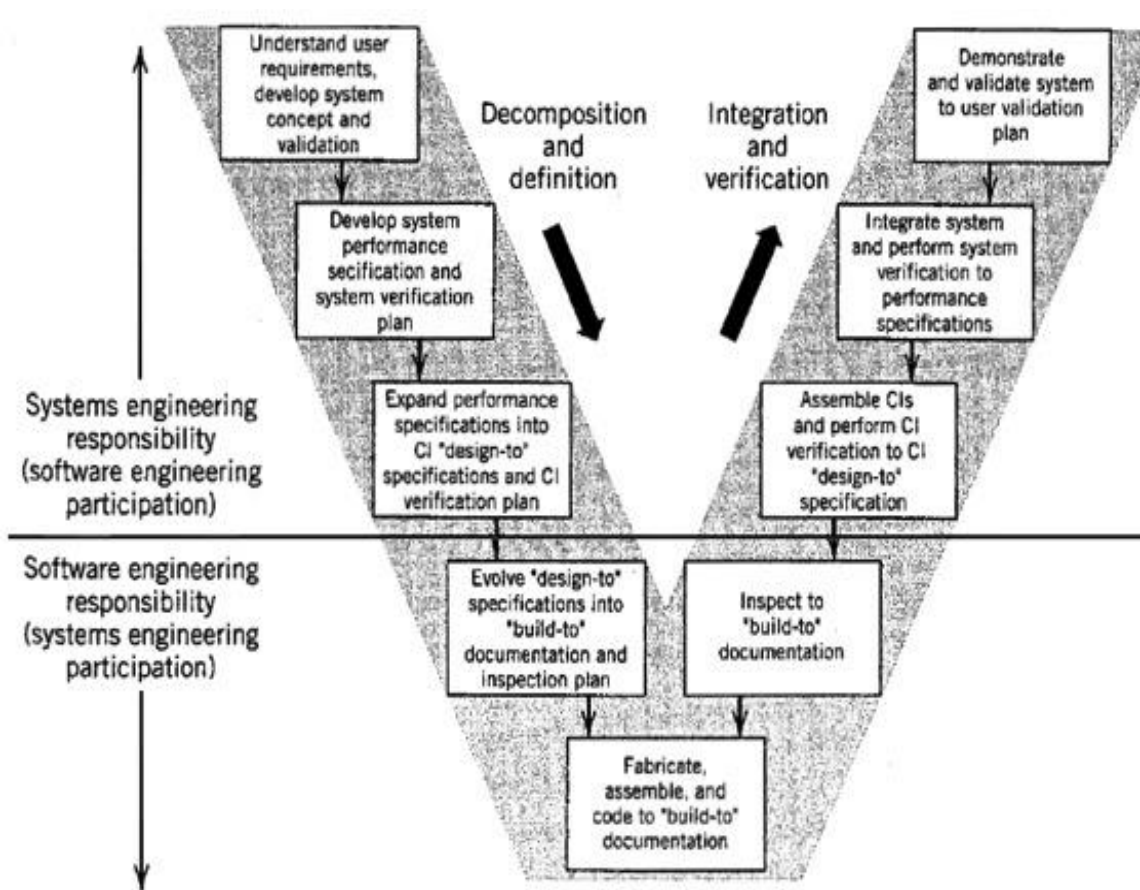 Understand user
requirements,
develop system
concept and
validation
Develop system
performance
secification and
system verification
plan
Expand performance
specifications into
CI "design-to"
specifications and CI
verification plan
Evolve "design-to"
specifications into
"build-to"
documentation and
inspection plan
Fabricate,
assemble, and
code to "build-to"
documentation
Inspect to
"build-to"
documentation
Assemble CIs
and perform CI
verification to CI
"design-to"
specification
Integrate system
and perform system
verification to
performance
specifications
Demonstrate
and validate system
to user validation
plan
Decomposition
and
definition
Integration
and
verification
Systems engineering
responsibility
(software engineering
participation)
Software engineering
responsibility
(systems engineering
participation)